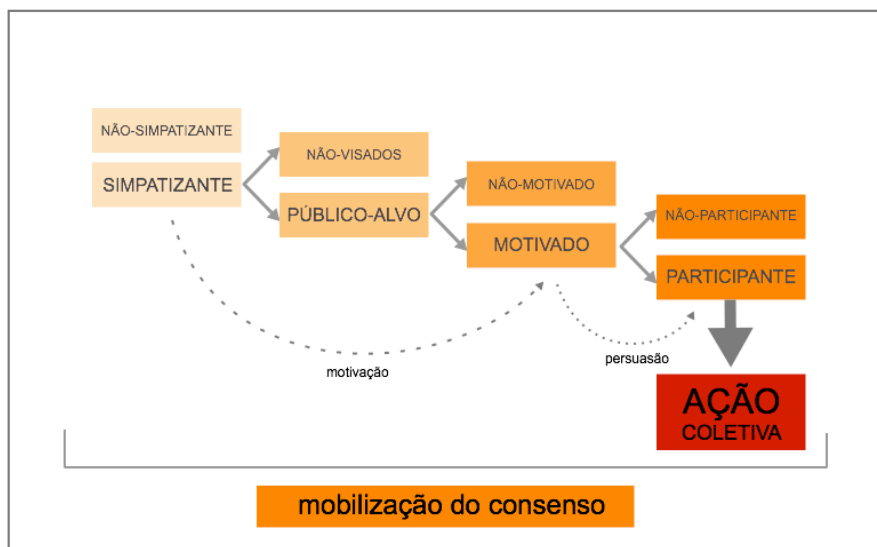 NÃO-SIMPATIZANTE
SIMPATIZANTE
NÃO-VISADOS
PÚBLICO-ALVO
NÃO-MOTIVADO
MOTIVADO
NÃO-PARTICIPANTE
PARTICIPANTE
motivação
persuasão
AÇÃO
COLETIVA
mobilização do consenso